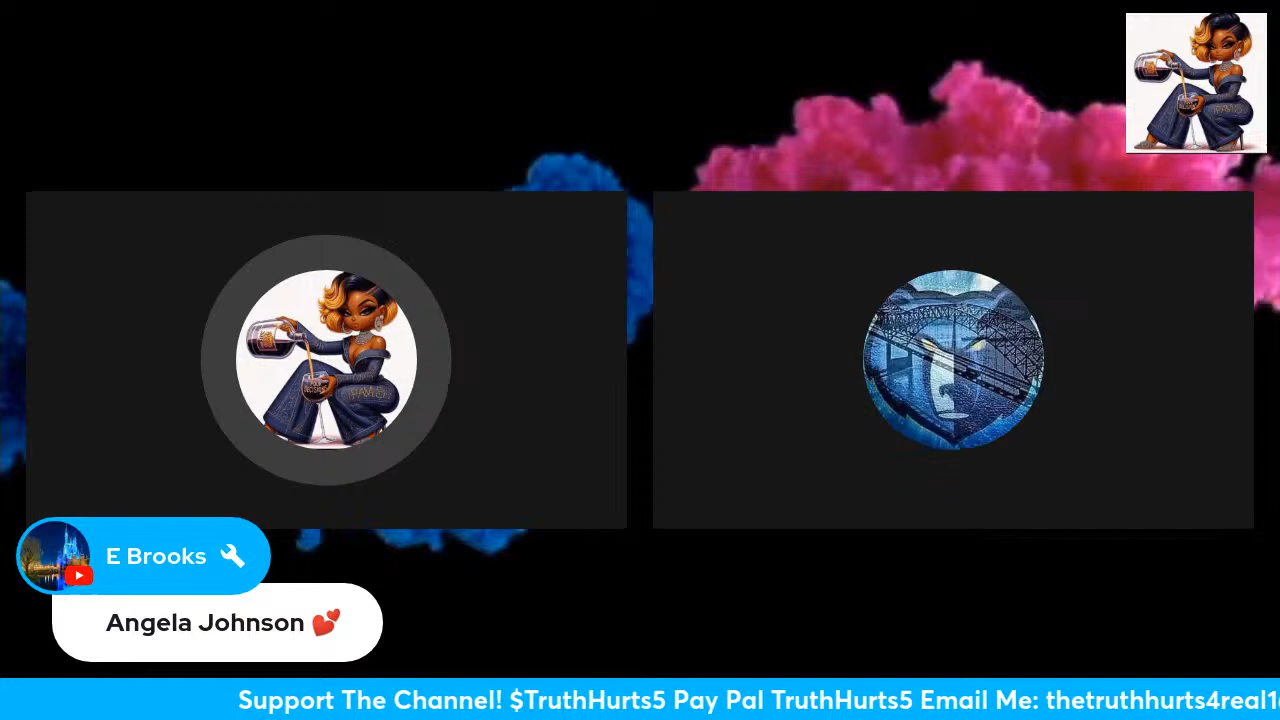 E Brooks
Angela Johnson 💕
Support The Channel! $TruthHurts5 Pay Pal TruthHurts5 Email Me: thetruthhurts4real1